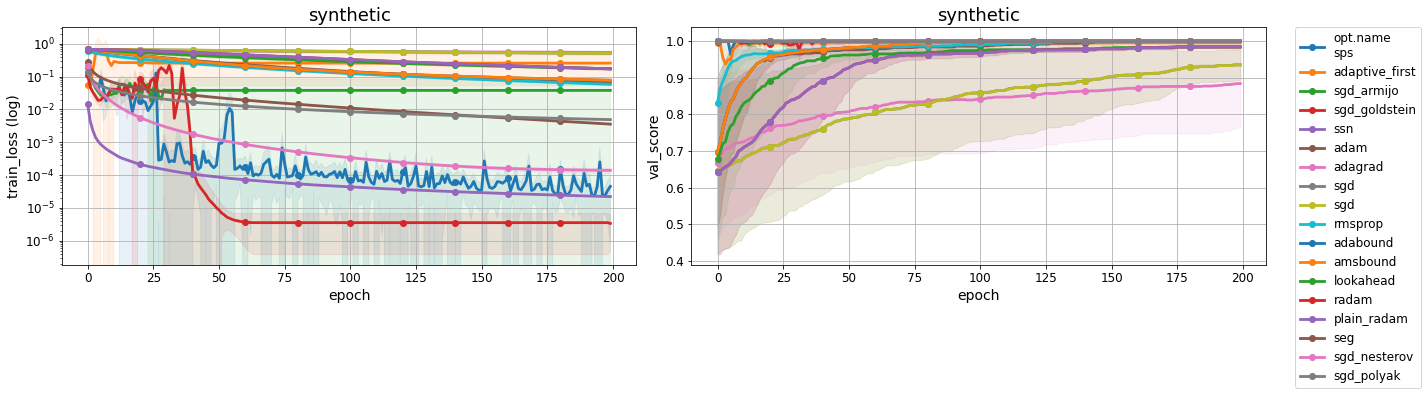 synthetic
train_loss (log)
10^0
10^-1
10^-2
10^-3
10^-4
10^-5
10^-6
0 25 50 75 100 125 150 175 200
epoch
synthetic
val_score
1.0
0.9
0.8
0.7
0.6
0.5
0.4
0 25 50 75 100 125 150 175 200
epoch
opt.name
sps
adaptive_first
sgd_armijo
sgd_goldstein
ssn
adam
adagrad
sgd
sgd
rmsprop
adabound
amsbound
lookahead
radam
plain_radam
seg
sgd_nesterov
sgd_polyak